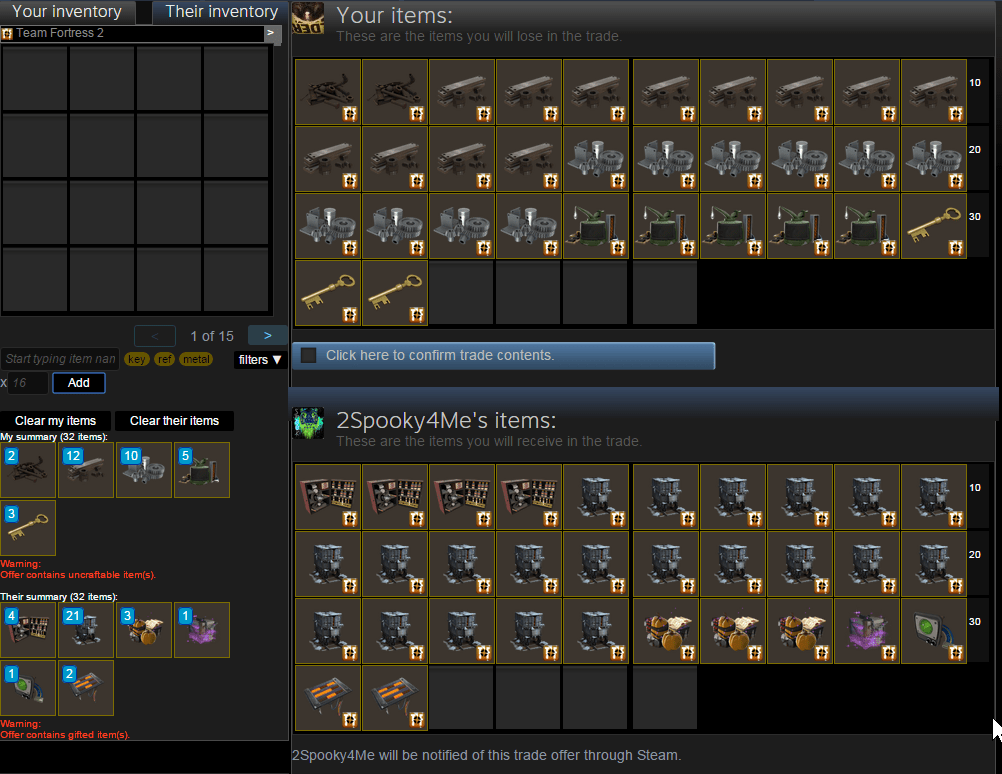 Your inventory
Their inventory
Team Fortress 2
>
< 1 of 15 >
Start typing item nan
key ref metal filters ▼
x 16 Add
Clear my items Clear their items
My summary (32 items):
2 12 10 5
3
Warning:
Offer contains uncraftable item(s).
Their summary (32 items):
4 21 3 1
1 2
Warning:
Offer contains gifted item(s).
Your items:
These are the items you will lose in the trade.
10
20
30
Click here to confirm trade contents.
2Spooky4Me's items:
These are the items you will receive in the trade.
10
20
30
2Spooky4Me will be notified of this trade offer through Steam.